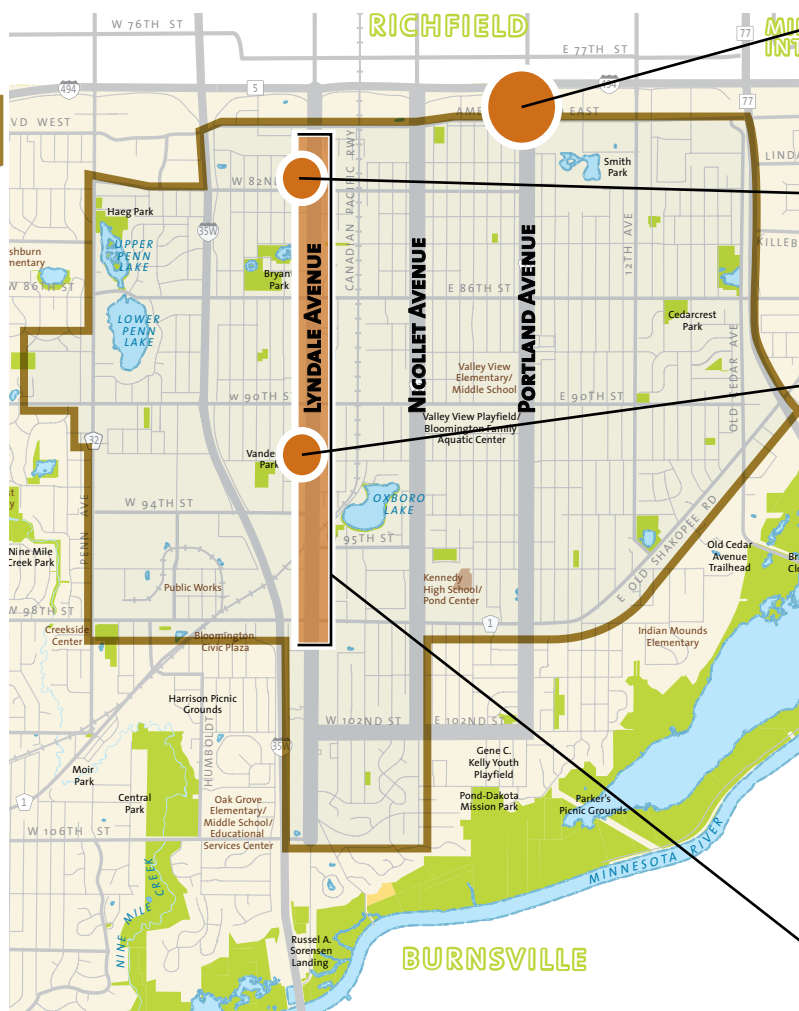 W 76TH ST
RICHFIELD
77
E 77TH ST
494
5
494
77
VD WEST
EAST
CANADIAN PACIFIC RWY
Smith
Park
LINDA
W 82N
Haeg Park
35W
UPPER
PENN
LAKE
12TH AVE
KILLEB
shburn
mentary
Bryant
Park
W 86TH ST
E 86TH ST
LYNDALE AVENUE
NICOLLET AVENUE
PORTLAND AVENUE
LOWER
PENN
LAKE
Cedarcrest
Park
OLD CEDAR AVE
Valley View
Elementary/
Middle School
W 90TH ST
E 90TH ST
Valley View Playfield/
Bloomington Family
Aquatic Center
32
Vande
Park
OXBORO
LAKE
W 94TH ST
95TH ST
PENN AVE
E OLD SHAKOPEE RD
Old Cedar
Avenue
Trailhead
Nine Mile
Creek Park
Public Works
Kennedy
High School/
Pond Center
W 98TH ST
1
Creekside
Center
Bloomington
Civic Plaza
Indian Mounds
Elementary
Harrison Picnic
Grounds
W 102ND ST
E 102ND ST
HUMBOLDT
35W
Gene C.
Kelly Youth
Playfield
Moir
Park
Central
Park
1
Oak Grove
Elementary/
Middle School/
Educational
Services Center
Pond-Dakota
Mission Park
Parker's
Picnic Grounds
W 106TH ST
MINNESOTA RIVER
NINE MILE CREEK
Russel A.
Sorensen
Landing
BURNSVILLE